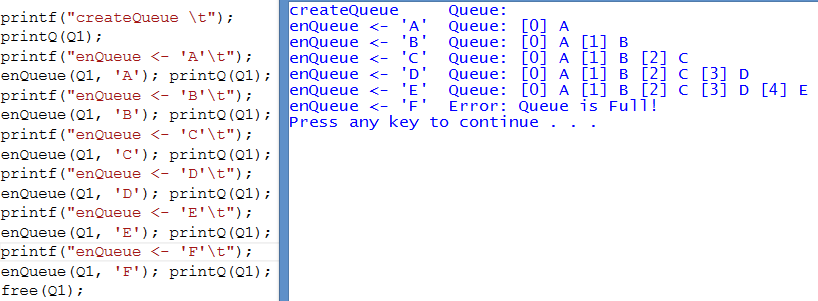 printf("createQueue \t");
printQ(Q1);
printf("enQueue <- 'A'\t");
enQueue(Q1, 'A'); printQ(Q1);
printf("enQueue <- 'B'\t");
enQueue(Q1, 'B'); printQ(Q1);
printf("enQueue <- 'C'\t");
enQueue(Q1, 'C'); printQ(Q1);
printf("enQueue <- 'D'\t");
enQueue(Q1, 'D'); printQ(Q1);
printf("enQueue <- 'E'\t");
enQueue(Q1, 'E'); printQ(Q1);
printf("enQueue <- 'F'\t");
enQueue(Q1, 'F'); printQ(Q1);
free(Q1);
createQueue     Queue:
enQueue <- 'A'  Queue: [0] A
enQueue <- 'B'  Queue: [0] A [1] B
enQueue <- 'C'  Queue: [0] A [1] B [2] C
enQueue <- 'D'  Queue: [0] A [1] B [2] C [3] D
enQueue <- 'E'  Queue: [0] A [1] B [2] C [3] D [4] E
enQueue <- 'F'  Error: Queue is Full!
Press any key to continue . . .